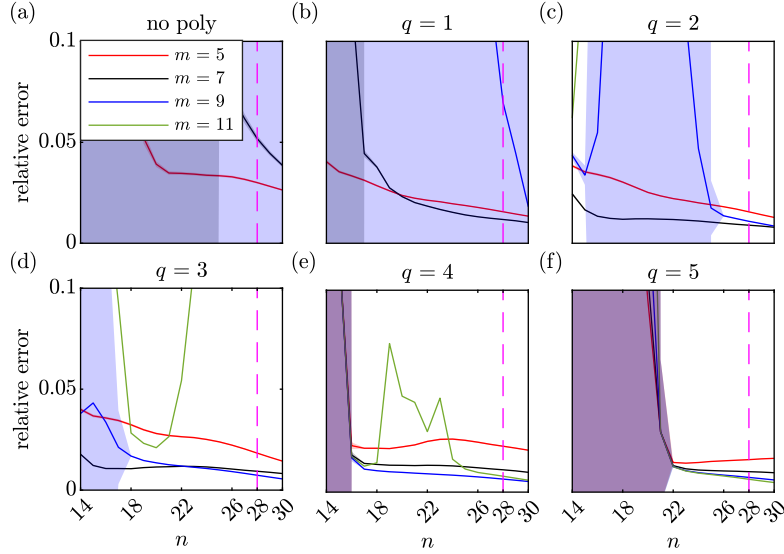 (a) no poly
(b) q = 1
(c) q = 2
0.1
0.05
0
relative error
m = 5
m = 7
m = 9
m = 11
(d) q = 3
(e) q = 4
(f) q = 5
0.1
0.05
0
relative error
14 18 22 26 28 30
14 18 22 26 28 30
14 18 22 26 28 30
n
n
n